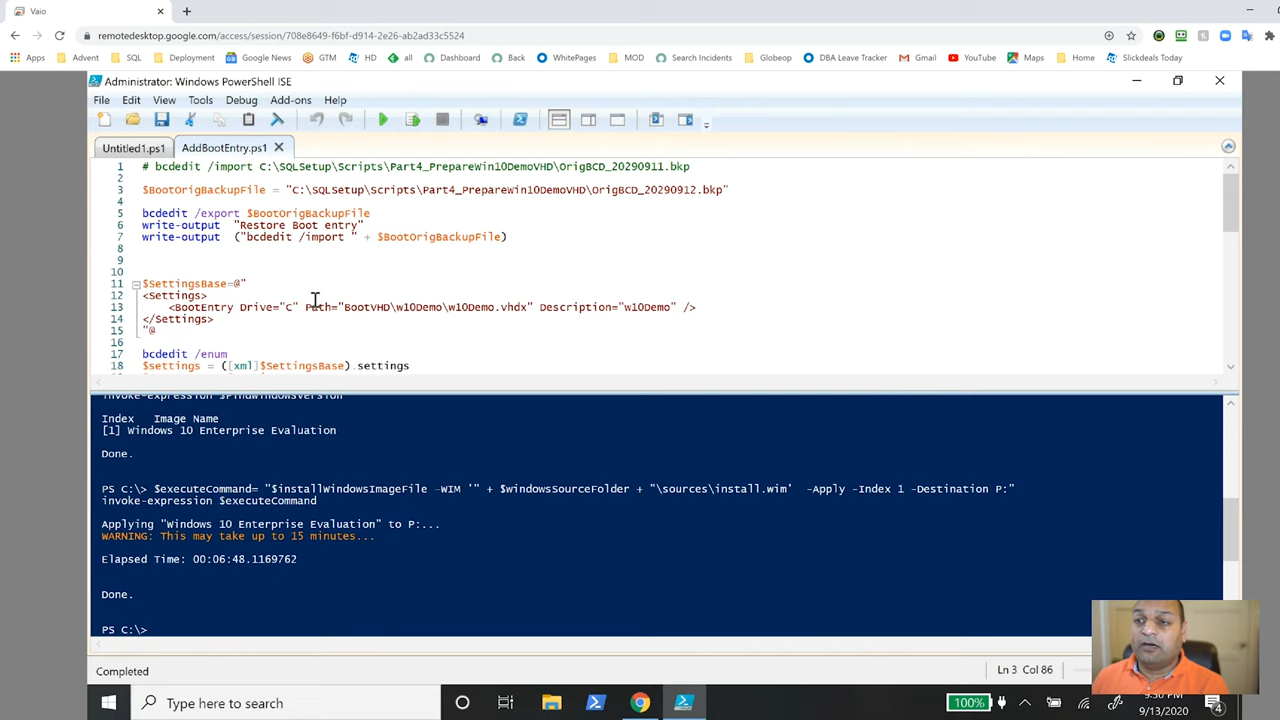 Vaio
remotedesktop.google.com/access/session/708e8649-f6bf-d914-2e26-ab2ad33c5524
Apps Advent SQL Deployment Google News GTM HD all Dashboard Back WhitePages MOD Search Incidents Globeop DBA Leave Tracker Gmail YouTube Maps Home Slickdeals Today
Administrator: Windows PowerShell ISE
File Edit View Tools Debug Add-ons Help
Untitled1.ps1 AddBootEntry.ps1
1 # bcdedit /import C:\SQLSetup\Scripts\Part4_PrepareWin10DemoVHD\OrigBCD_20290911.bkp
2
3 $BootOrigBackupFile = "C:\SQLSetup\Scripts\Part4_PrepareWin10DemoVHD\OrigBCD_20290912.bkp"
4
5 bcdedit /export $BootOrigBackupFile
6 write-output "Restore Boot entry"
7 write-output ("bcdedit /import " + $BootOrigBackupFile)
8
9
10
11 $SettingsBase=@"
12 <Settings>
13 <BootEntry Drive="C" Path="BootVHD\w10Demo\w10Demo.vhdx" Description="w10Demo" />
14 </Settings>
15 "@
16
17 bcdedit /enum
18 $settings = ([xml]$SettingsBase).settings
invoke-expression $FindWindowsVersion
Index Image Name
[1] Windows 10 Enterprise Evaluation
Done.
PS C:\> $executeCommand= "$installWindowsImageFile -WIM '" + $windowsSourceFolder + "\sources\install.wim' -Apply -Index 1 -Destination P:"
invoke-expression $executeCommand
Applying "Windows 10 Enterprise Evaluation" to P:...
WARNING: This may take up to 15 minutes...
Elapsed Time: 00:06:48.1169762
Done.
PS C:\>
Completed
Ln 3 Col 86
Type here to search
100%
9/13/2020
4